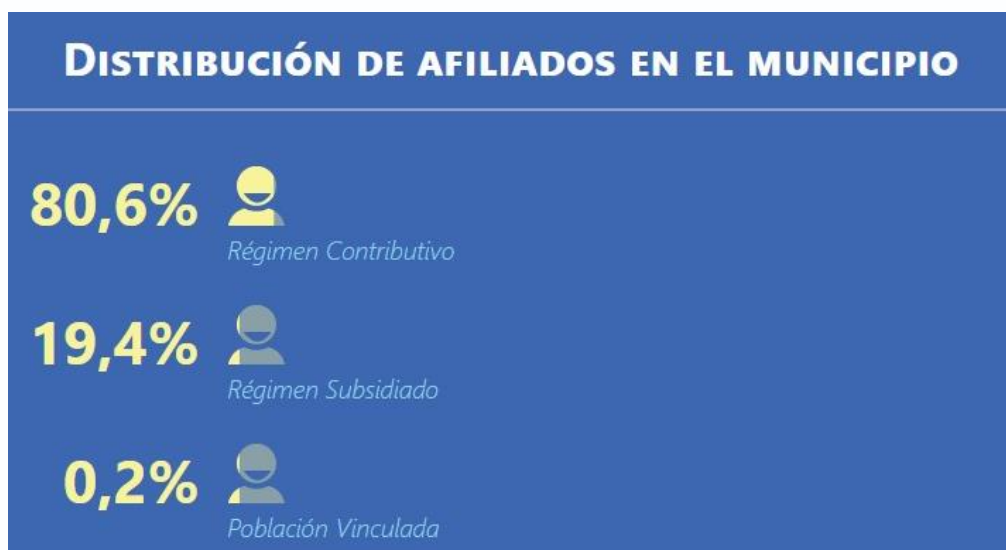 DISTRIBUCIÓN DE AFILIADOS EN EL MUNICIPIO
80,6%
Régimen Contributivo
19,4%
Régimen Subsidiado
0,2%
Población Vinculada